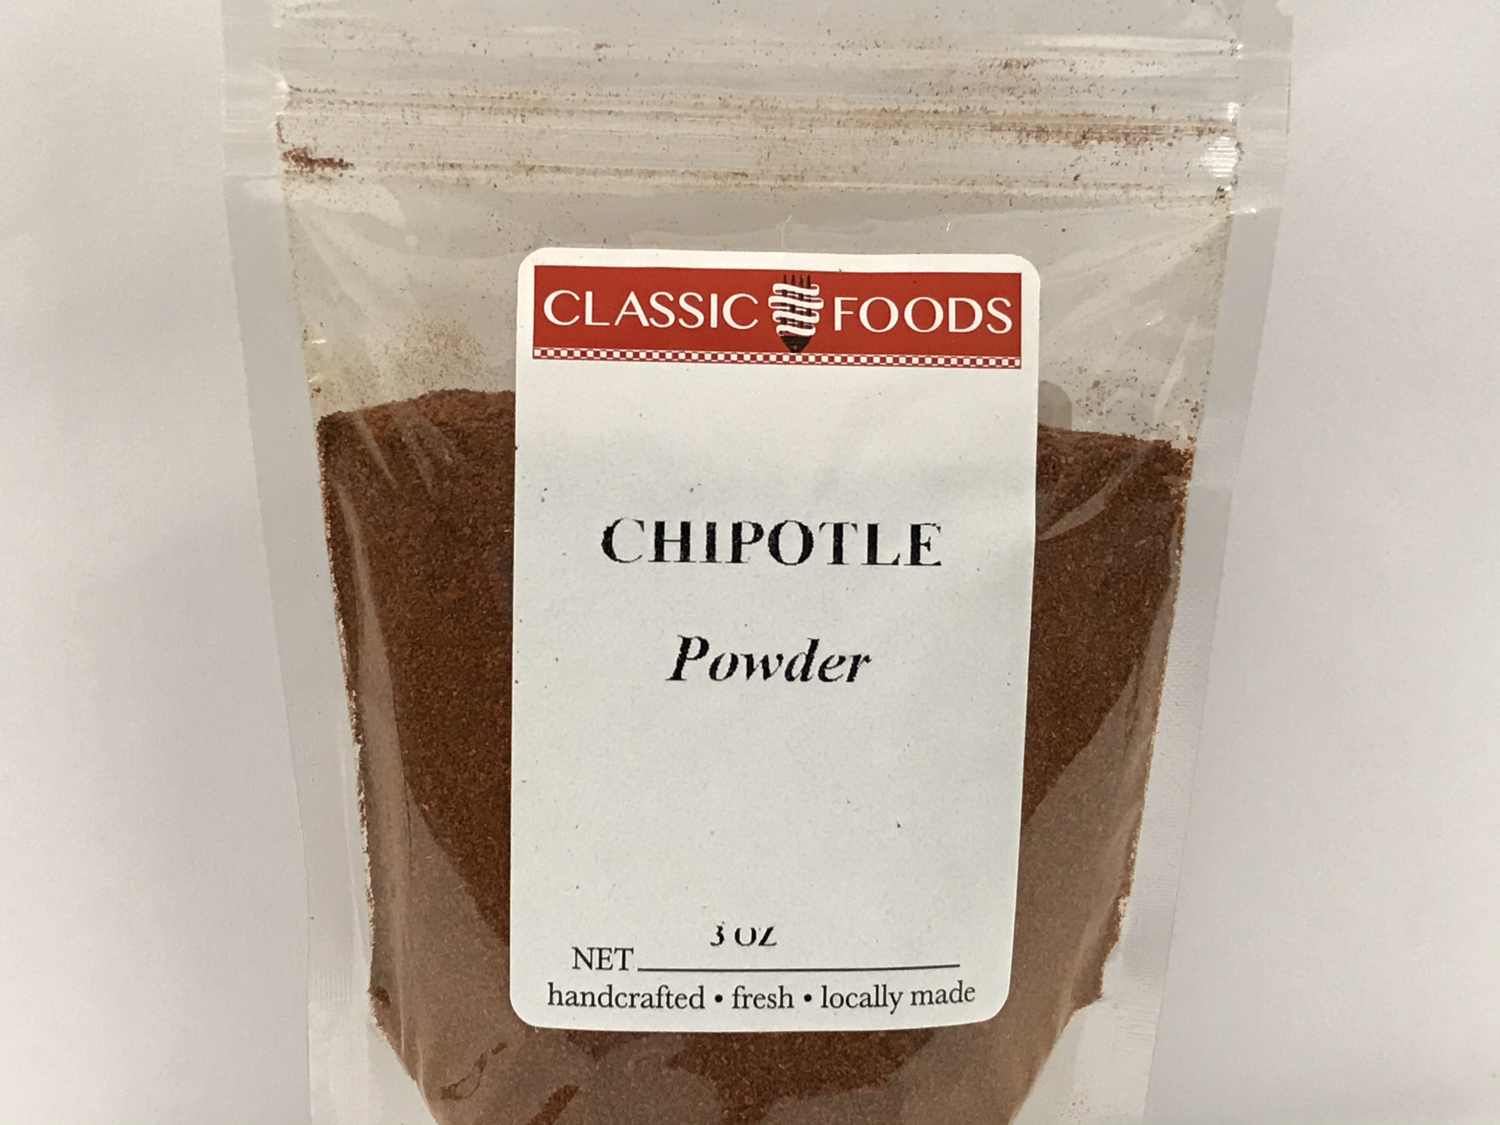 CLASSIC FOODS
CHIPOTLE
Powder
3 OZ
NET
handcrafted • fresh • locally made